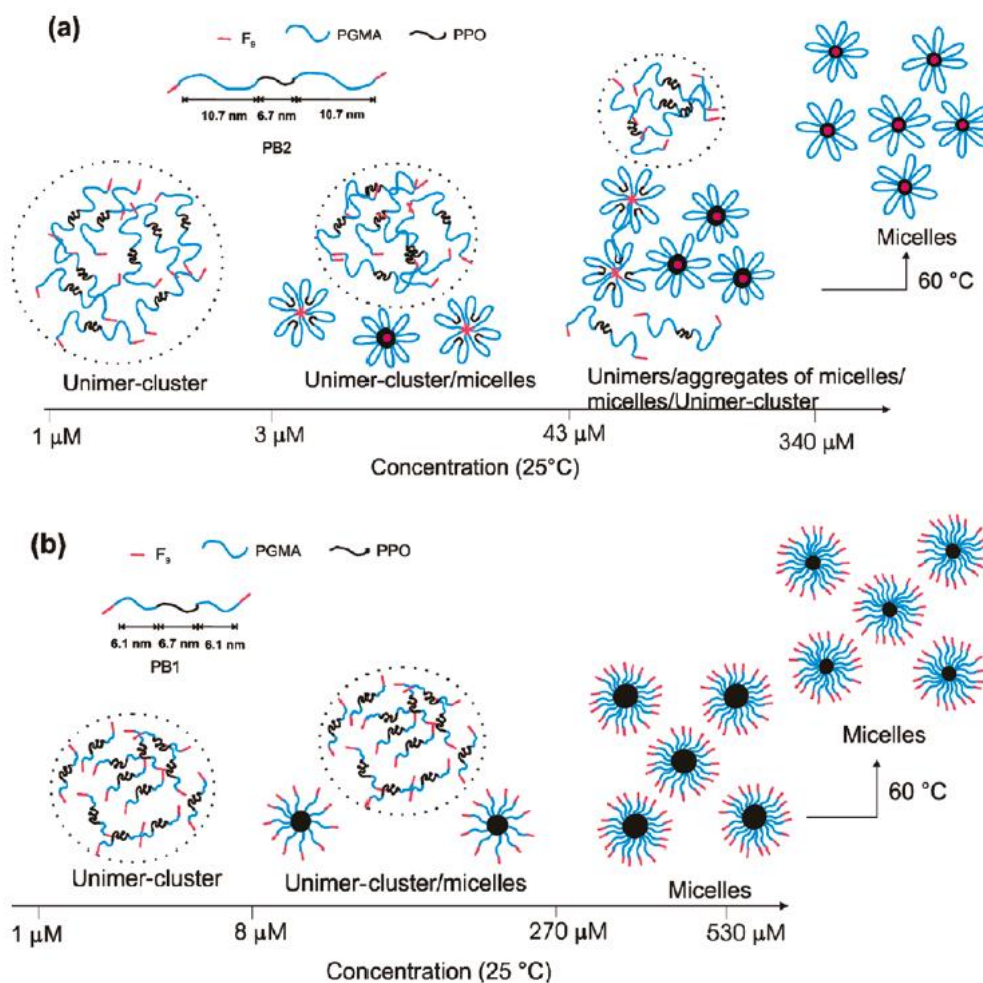 (a)
F₉ PGMA PPO
10.7 nm 6.7 nm 10.7 nm
PB2
Micelles
60 °C
Unimer-cluster
Unimer-cluster/micelles
Unimers/aggregates of micelles/
micelles/Unimer-cluster
1 µM 3 µM 43 µM 340 µM
Concentration (25°C)
(b)
F₉ PGMA PPO
6.1 nm 6.7 nm 6.1 nm
PB1
Micelles
60 °C
Unimer-cluster
Unimer-cluster/micelles
Micelles
1 µM 8 µM 270 µM 530 µM
Concentration (25 °C)